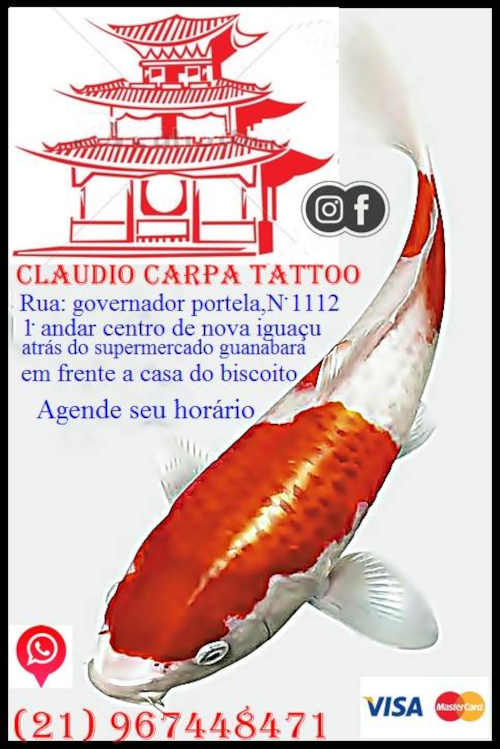 CLAUDIO CARPA TATTOO
Rua: governador portela,N·1112
1· andar centro de nova iguaçu
atrás do supermercado guanabara
em frente a casa do biscoito
Agende seu horário
VISA MasterCard
(21) 967448471